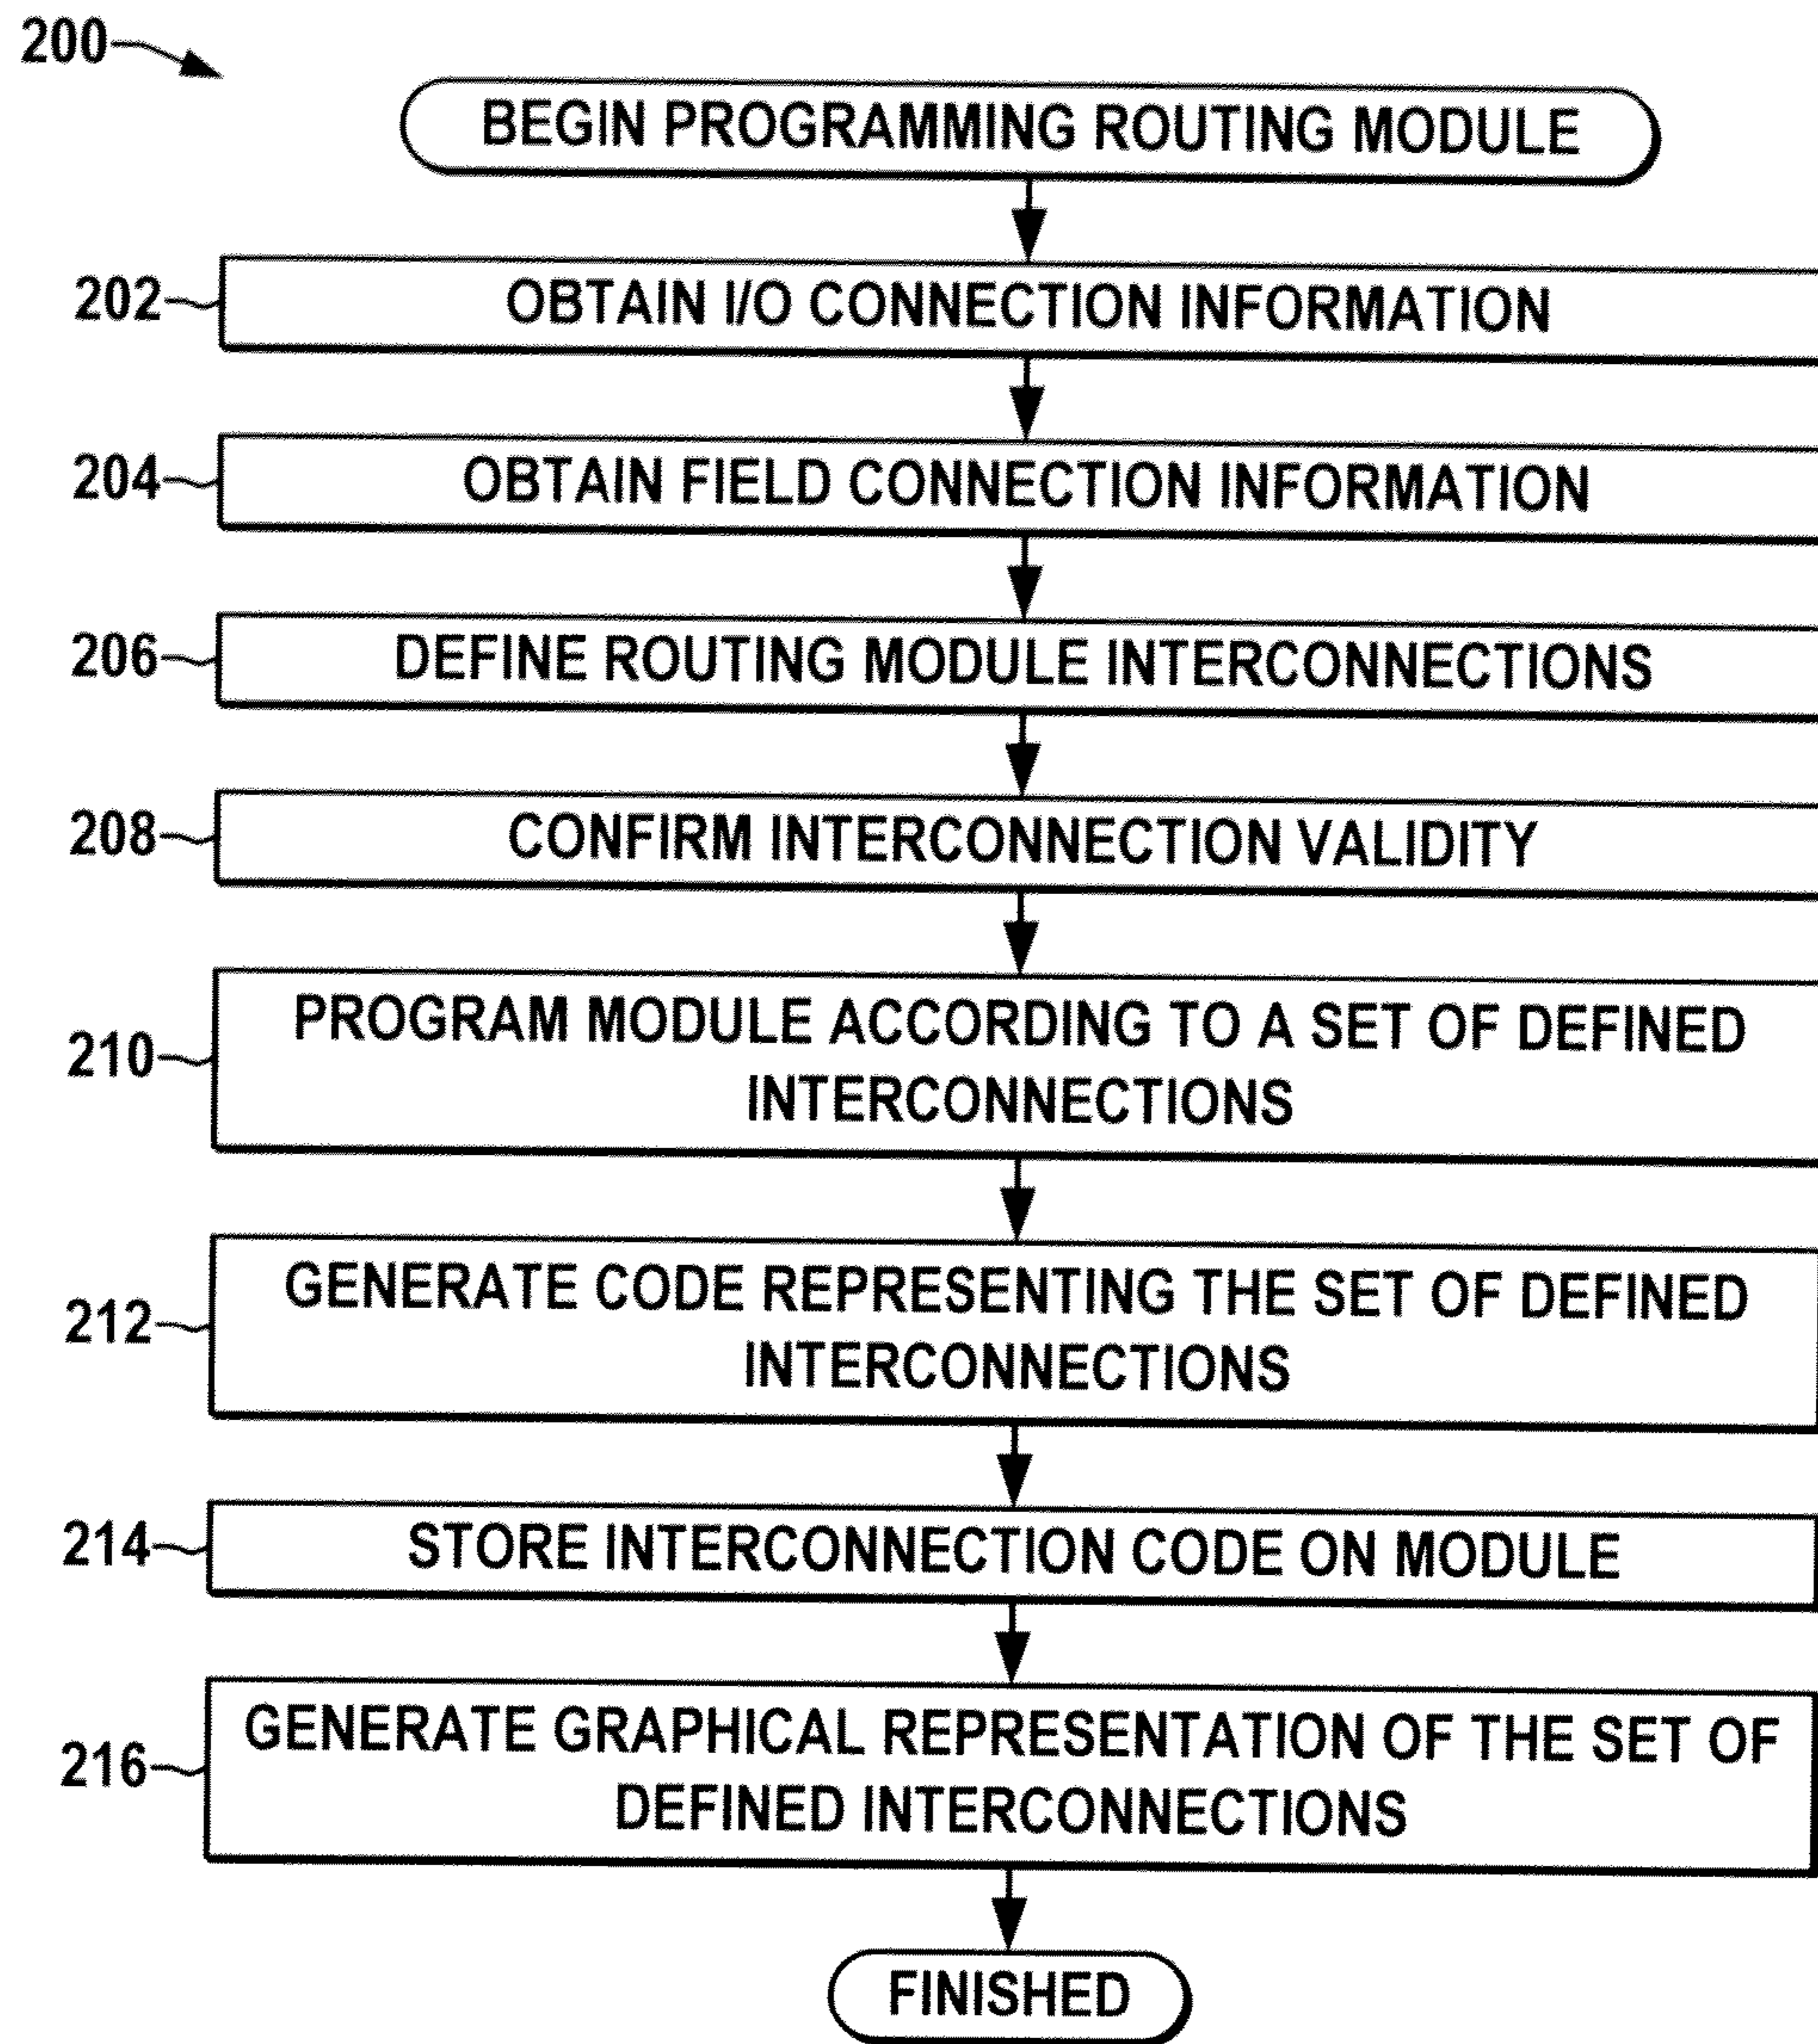 200
BEGIN PROGRAMMING ROUTING MODULE
202 OBTAIN I/O CONNECTION INFORMATION
204 OBTAIN FIELD CONNECTION INFORMATION
206 DEFINE ROUTING MODULE INTERCONNECTIONS
208 CONFIRM INTERCONNECTION VALIDITY
210 PROGRAM MODULE ACCORDING TO A SET OF DEFINED
INTERCONNECTIONS
212 GENERATE CODE REPRESENTING THE SET OF DEFINED
INTERCONNECTIONS
214 STORE INTERCONNECTION CODE ON MODULE
216 GENERATE GRAPHICAL REPRESENTATION OF THE SET OF
DEFINED INTERCONNECTIONS
FINISHED